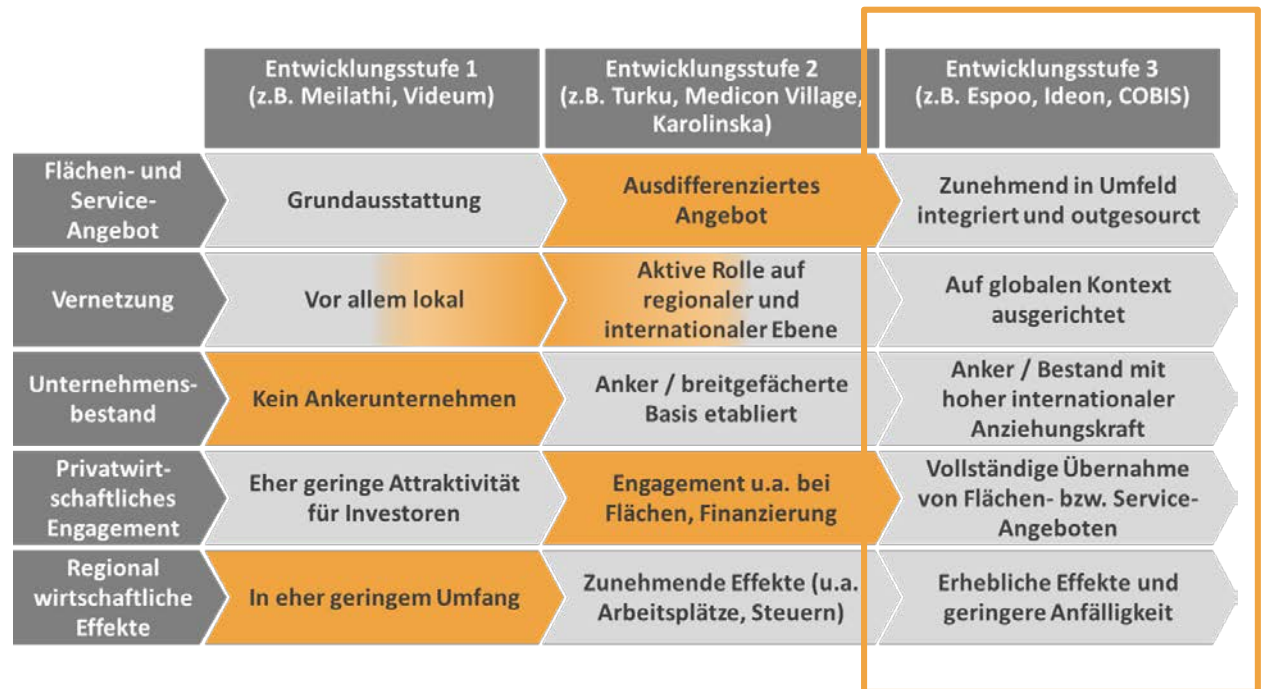 Entwicklungsstufe 1
(z.B. Meilathi, Videum)
Entwicklungsstufe 2
(z.B. Turku, Medicon Village,
Karolinska)
Entwicklungsstufe 3
(z.B. Espoo, Ideon, COBIS)
Flächen- und
Service-
Angebot
Grundausstattung
Ausdifferenziertes
Angebot
Zunehmend in Umfeld
integriert und outgesourct
Vernetzung
Vor allem lokal
Aktive Rolle auf
regionaler und
internationaler Ebene
Auf globalen Kontext
ausgerichtet
Unternehmens-
bestand
Kein Ankerunternehmen
Anker / breitgefächerte
Basis etabliert
Anker / Bestand mit
hoher internationaler
Anziehungskraft
Privatwirt-
schaftliches
Engagement
Eher geringe Attraktivität
für Investoren
Engagement u.a. bei
Flächen, Finanzierung
Vollständige Übernahme
von Flächen- bzw. Service-
Angeboten
Regional
wirtschaftliche
Effekte
In eher geringem Umfang
Zunehmende Effekte (u.a.
Arbeitsplätze, Steuern)
Erhebliche Effekte und
geringere Anfälligkeit